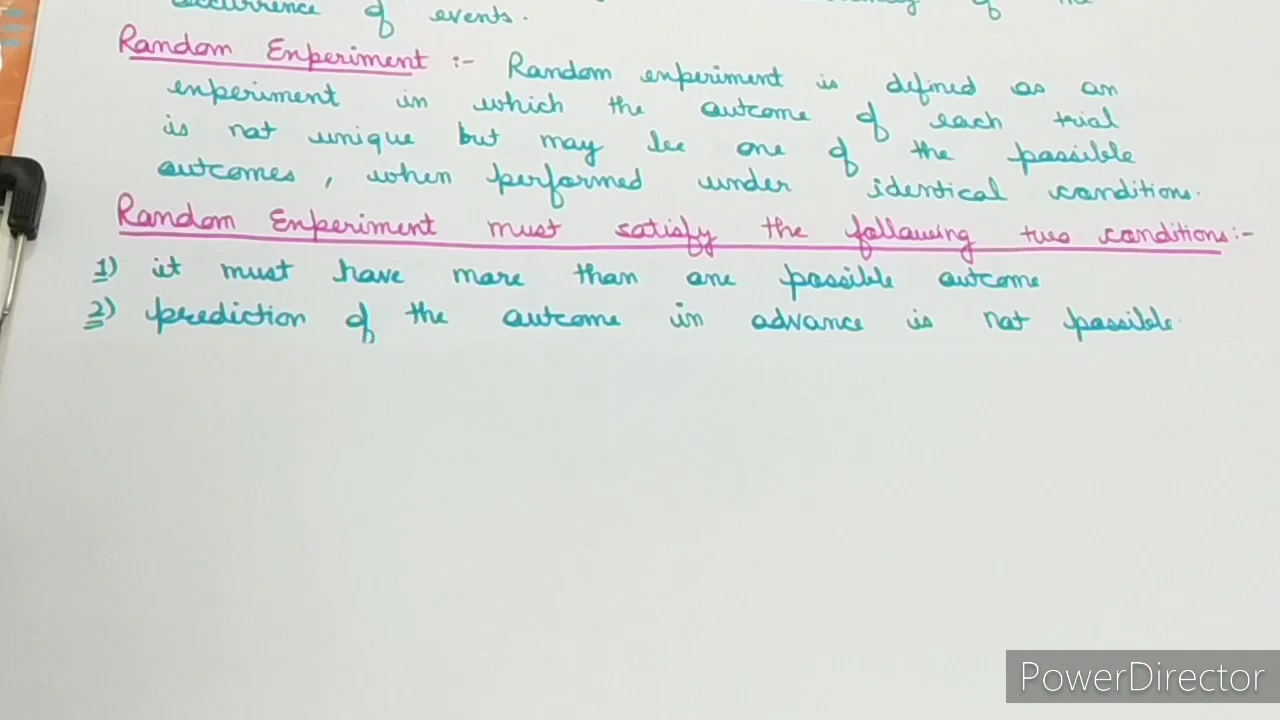 occurrence of events.
Random Experiment :- Random experiment is defined as an
experiment in which the outcome of each trial
is not unique but may be one of the possible
outcomes, when performed under identical conditions.
Random Experiment must satisfy the following two conditions:-
1) it must have more than one possible outcome
2) prediction of the outcome in advance is not possible.
PowerDirector